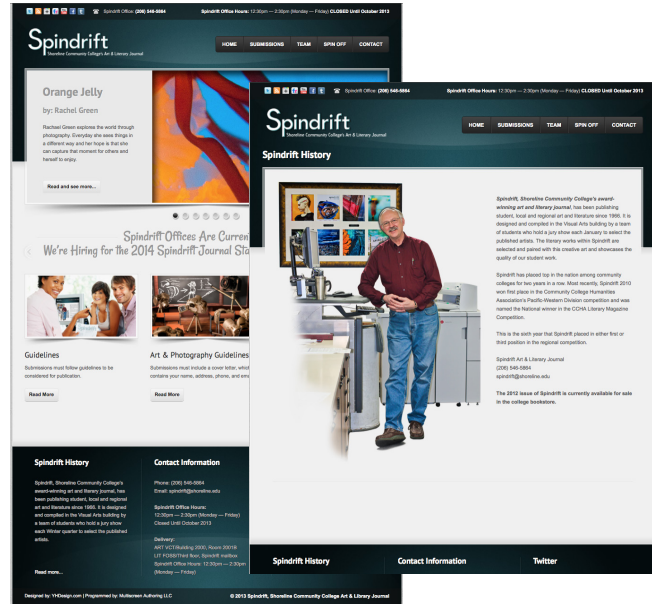 Spindrift Office: (206) 546-5864
Spindrift Office Hours: 12:30pm — 2:30pm (Monday — Friday) CLOSED Until October 2013
Spindrift
Shoreline Community College's Art & Literary Journal
HOME SUBMISSIONS TEAM SPIN OFF CONTACT
Orange Jelly
by: Rachel Green
Rachael Green explores the world through
photography. Everyday she sees things in
a different way and her hope is that she
can capture that moment for others and
herself to enjoy.
Read and see more...
Spindrift Offices Are Curren
We're Hiring for the 2014 Spindrift Journal Sta
Guidelines
Submissions must follow guidelines to be
considered for publication.
Read More
Art & Photography Guidelines
Submissions must include a cover letter, which
contains your name, address, phone, and ema
Read More
Spindrift History
Spindrift, Shoreline Community College's
award-winning art and literary journal, has
been publishing student, local and regional
art and literature since 1966. It is designed
and compiled in the Visual Arts building by
a team of students who hold a jury show
each Winter quarter to select the published
artists.
Read more...
Contact Information
Phone: (206) 546-5864
Email: spindrift@shoreline.edu
Spindrift Office Hours:
12:30pm — 2:30pm (Monday — Friday)
Closed Until October 2013
Delivery:
ART VCT/Building 2000, Room 2001B
LIT FOSS/Third floor, Spindrift mailbox
Spindrift Office Hours: 12:30pm — 2:30pm
(Monday — Friday)
Designed by: YHDesign.com | Programmed by: Multiscreen Authoring LLC
© 2013 Spindrift, Shoreline Community College Art & Literary Journal
Spindrift Office: (206) 546-5864
Spindrift Office Hours: 12:30pm — 2:30pm (Monday — Friday) CLOSED Until October 2013
Spindrift
Shoreline Community College's Art & Literary Journal
HOME SUBMISSIONS TEAM SPIN OFF CONTACT
Spindrift History
Spindrift, Shoreline Community College's award-
winning art and literary journal, has been publishing
student, local and regional art and literature since 1966. It is
designed and compiled in the Visual Arts building by a team
of students who hold a jury show each January to select the
published artists. The literary works within Spindrift are
selected and paired with this creative art and showcases the
quality of our student work.
Spindrift has placed top in the nation among community
colleges for two years in a row. Most recently, Spindrift 2010
won first place in the Community College Humanities
Association's Pacific-Western Division competition and was
named the National winner in the CCHA Literary Magazine
Competition.
This is the sixth year that Spindrift placed in either first or
third position in the regional competition.
Spindrift Art & Literary Journal
(206) 546-5864
spindrift@shoreline.edu
The 2012 issue of Spindrift is currently available for sale
in the college bookstore.
Spindrift History
Contact Information
Twitter